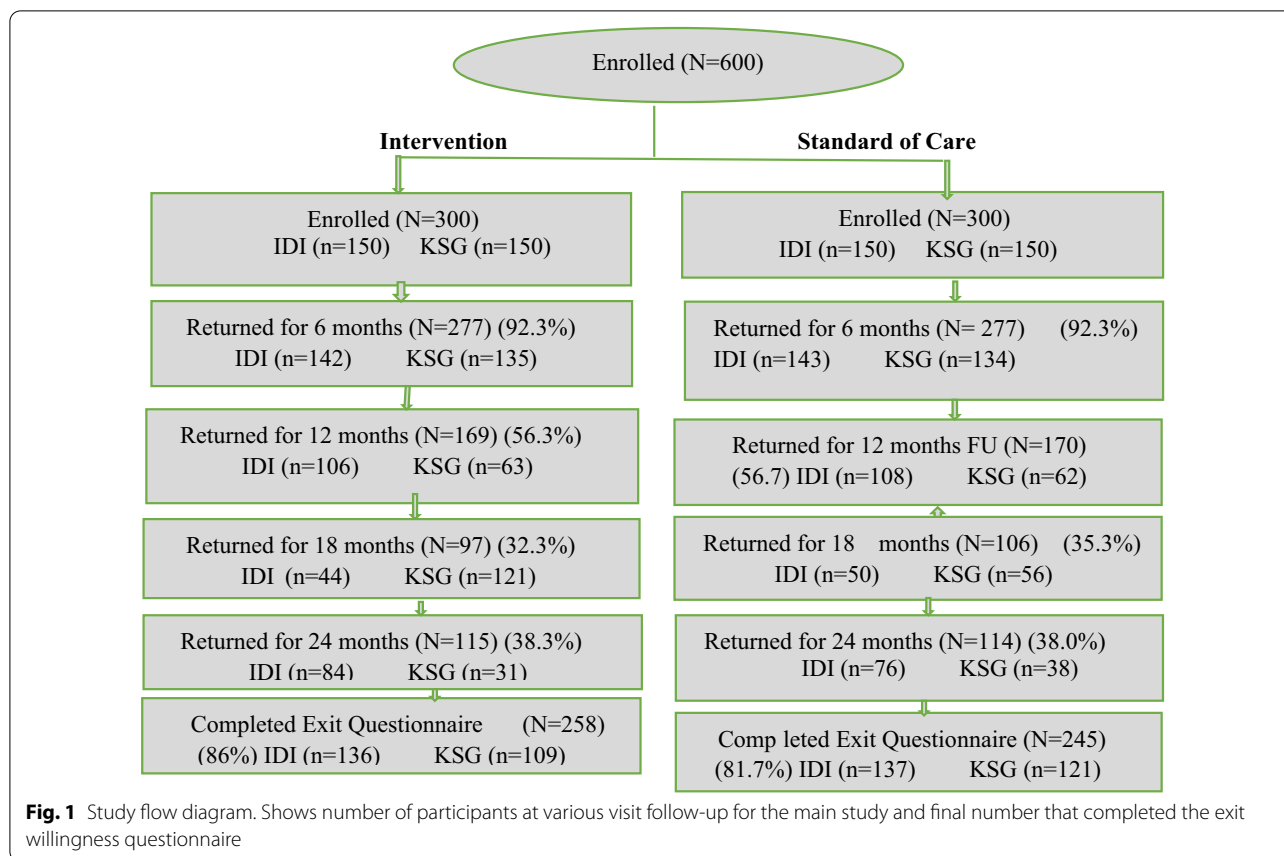 Enrolled (N=600)
Intervention
Standard of Care
Enrolled (N=300)
IDI (n=150) KSG (n=150)
Returned for 6 months (N=277) (92.3%)
IDI (n=142) KSG (n=135)
Returned for 12 months (N=169) (56.3%)
IDI (n=106) KSG (n=63)
Returned for 18 months (N=97) (32.3%)
IDI (n=44) KSG (n=121)
Returned for 24 months (N=115) (38.3%)
IDI (n=84) KSG (n=31)
Completed Exit Questionnaire (N=258)
(86%) IDI (n=136) KSG (n=109)
Enrolled (N=300)
IDI (n=150) KSG (n=150)
Returned for 6 months (N= 277) (92.3%)
IDI (n=143) KSG (n=134)
Returned for 12 months FU (N=170)
(56.7) IDI (n=108) KSG (n=62)
Returned for 18 months (N=106) (35.3%)
IDI (n=50) KSG (n=56)
Returned for 24 months (N=114) (38.0%)
IDI (n=76) KSG (n=38)
Comp leted Exit Questionnaire (N=245)
(81.7%) IDI (n=137) KSG (n=121)
Fig. 1 Study flow diagram. Shows number of participants at various visit follow-up for the main study and final number that completed the exit
willingness questionnaire